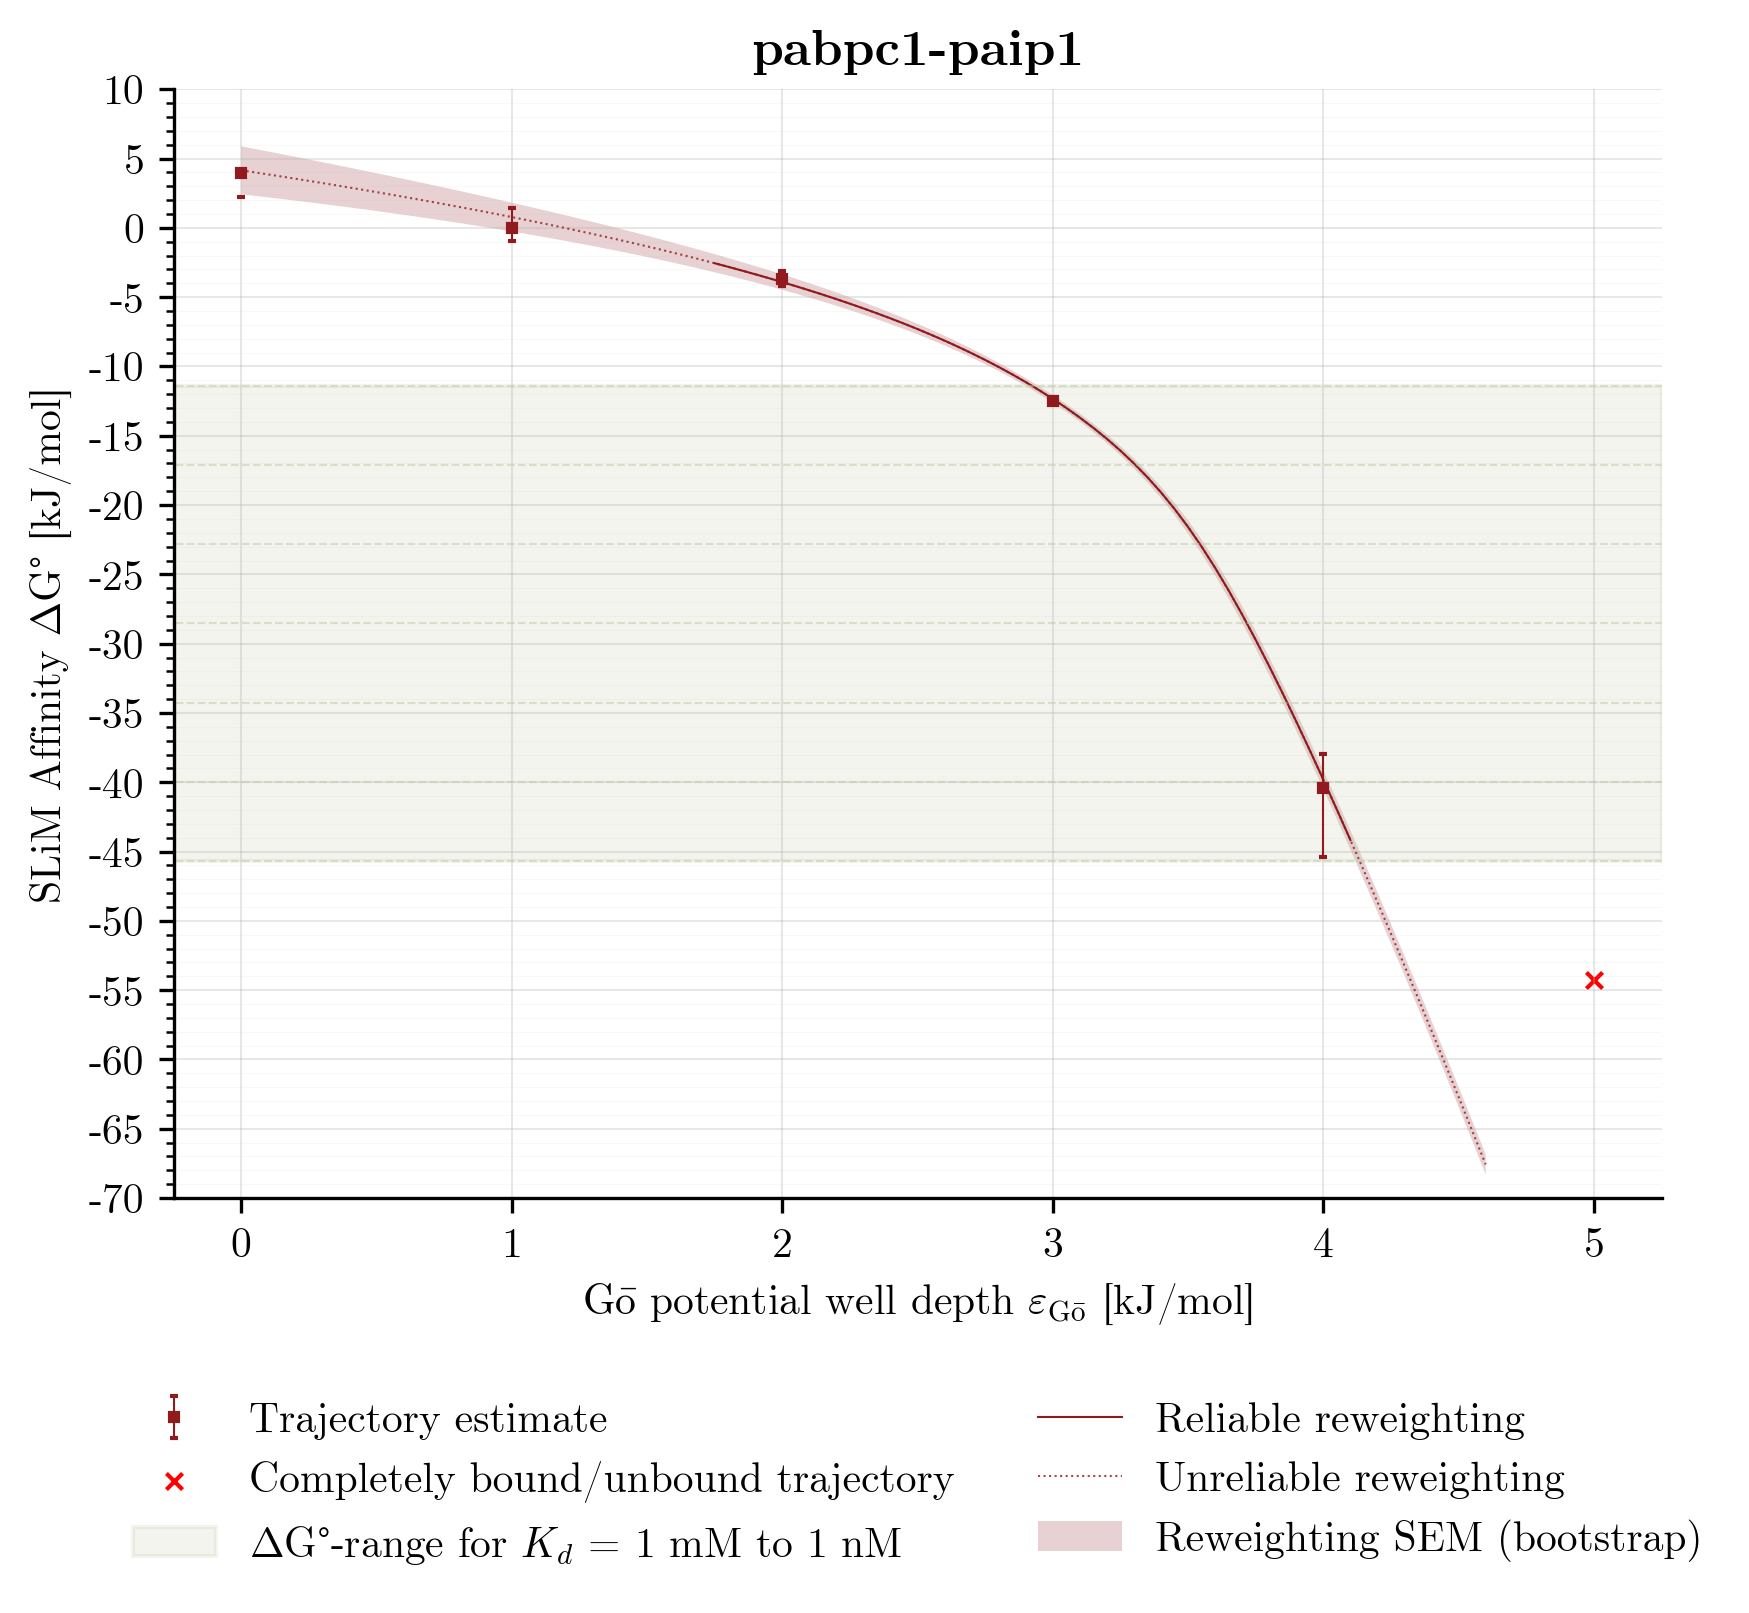 pabpc1-paip1
10
5
0
-5
-10
-15
-20
-25
-30
-35
-40
-45
-50
-55
-60
-65
-70
SLiM Affinity ΔG° [kJ/mol]
0 1 2 3 4 5
Gō potential well depth ε_Gō [kJ/mol]
Trajectory estimate
Completely bound/unbound trajectory
ΔG°-range for K_d = 1 mM to 1 nM
Reliable reweighting
Unreliable reweighting
Reweighting SEM (bootstrap)